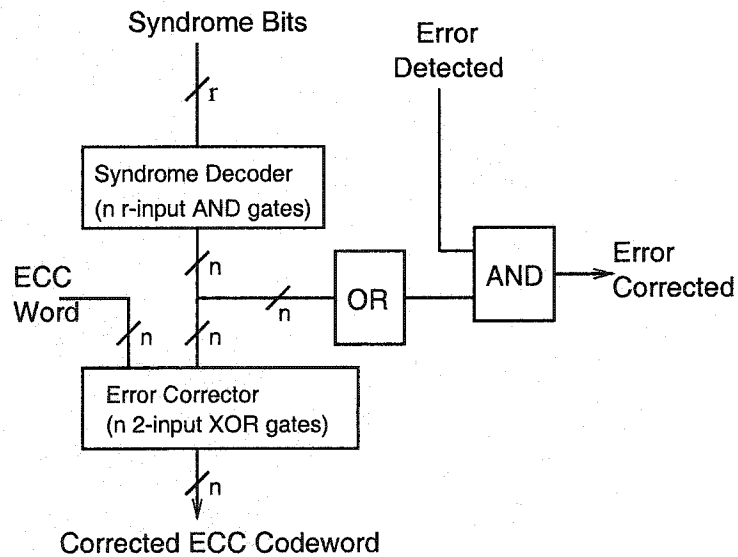 Syndrome Bits
Error
Detected
r
Syndrome Decoder
(n r-input AND gates)
n
ECC
Word
n
OR
AND
Error
Corrected
n
n
Error Corrector
(n 2-input XOR gates)
n
Corrected ECC Codeword